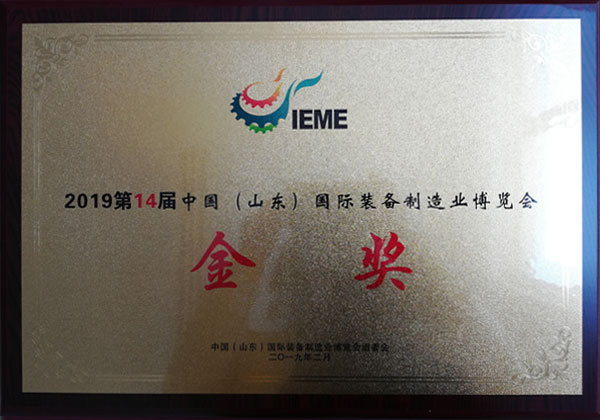 IEME
2019第14届中国（山东）国际装备制造业博览会
金奖
中国（山东）国际装备制造业博览会组委会
二〇一九年二月